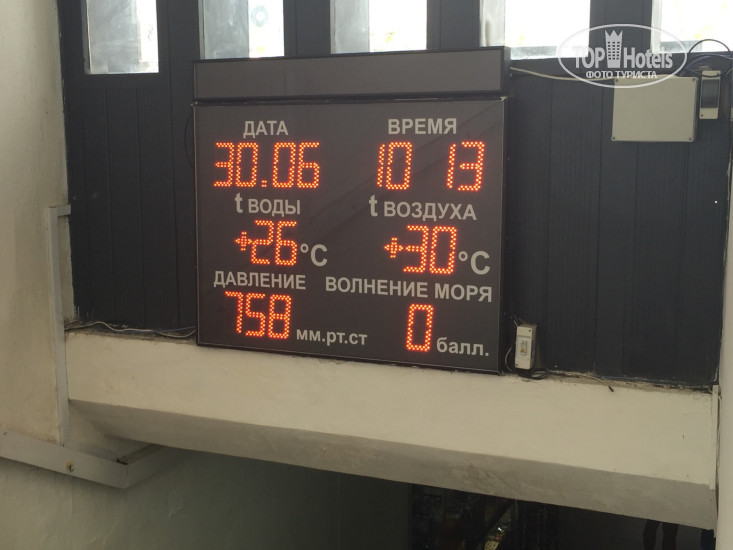 TOP Hotels
ФОТО ТУРИСТА
ДАТА ВРЕМЯ
30.06 10 13
t ВОДЫ t ВОЗДУХА
+26 °C +30 °C
ДАВЛЕНИЕ ВОЛНЕНИЕ МОРЯ
758 мм.рт.ст 0 балл.